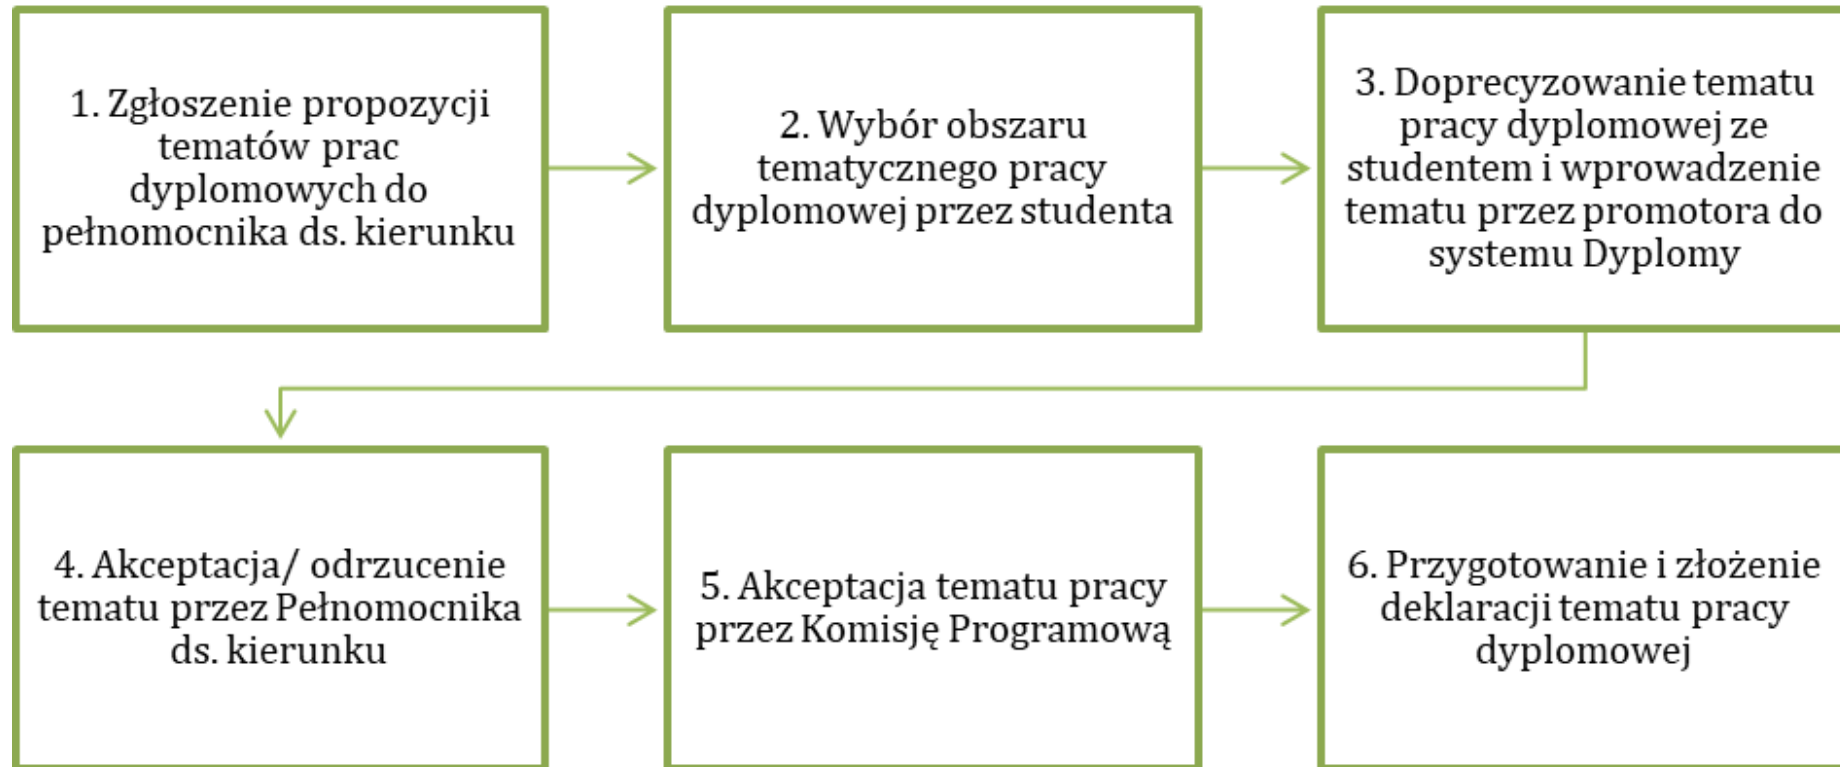 1. Zgłoszenie propozycji
tematów prac
dyplomowych do
pełnomocnika ds. kierunku
2. Wybór obszaru
tematycznego pracy
dyplomowej przez studenta
3. Doprecyzowanie tematu
pracy dyplomowej ze
studentem i wprowadzenie
tematu przez promotora do
systemu Dyplomy
4. Akceptacja/ odrzucenie
tematu przez Pełnomocnika
ds. kierunku
5. Akceptacja tematu pracy
przez Komisję Programową
6. Przygotowanie i złożenie
deklaracji tematu pracy
dyplomowej